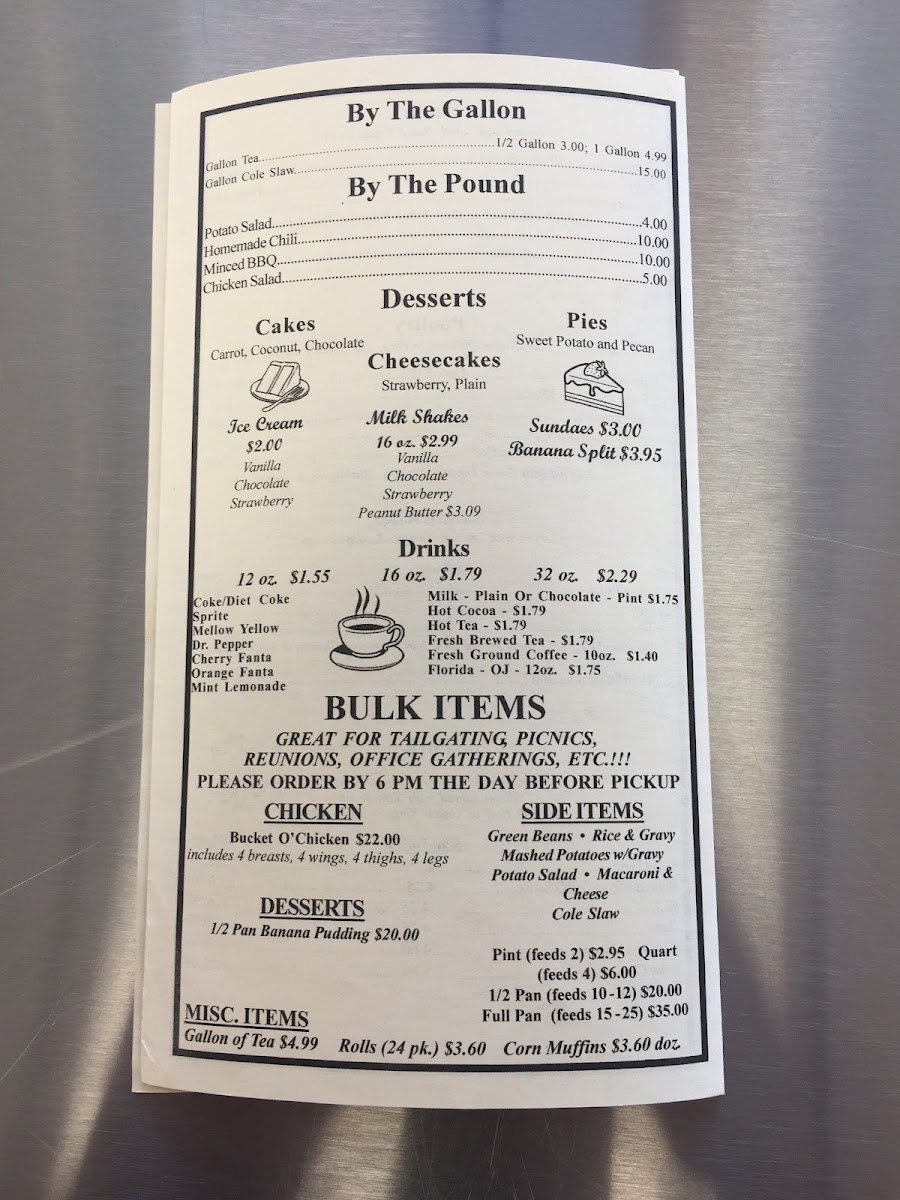 By The Gallon
Gallon Tea..........1/2 Gallon 3.00; 1 Gallon 4.99
Gallon Cole Slaw..........15.00
By The Pound
Potato Salad..........4.00
Homemade Chili..........10.00
Minced BBQ..........10.00
Chicken Salad..........5.00
Desserts
Cakes
Carrot, Coconut, Chocolate
Cheesecakes
Strawberry, Plain
Pies
Sweet Potato and Pecan
Ice Cream
$2.00
Vanilla
Chocolate
Strawberry
Milk Shakes
16 oz. $2.99
Vanilla
Chocolate
Strawberry
Peanut Butter $3.09
Sundaes $3.00
Banana Split $3.95
Drinks
12 oz. $1.55 16 oz. $1.79 32 oz. $2.29
Coke/Diet Coke
Sprite
Mellow Yellow
Dr. Pepper
Cherry Fanta
Orange Fanta
Mint Lemonade
Milk - Plain Or Chocolate - Pint $1.75
Hot Cocoa - $1.79
Hot Tea - $1.79
Fresh Brewed Tea - $1.79
Fresh Ground Coffee - 10oz. $1.40
Florida - OJ - 12oz. $1.75
BULK ITEMS
GREAT FOR TAILGATING, PICNICS,
REUNIONS, OFFICE GATHERINGS, ETC.!!!
PLEASE ORDER BY 6 PM THE DAY BEFORE PICKUP
CHICKEN
Bucket O'Chicken $22.00
includes 4 breasts, 4 wings, 4 thighs, 4 legs
DESSERTS
1/2 Pan Banana Pudding $20.00
SIDE ITEMS
Green Beans • Rice & Gravy
Mashed Potatoes w/Gravy
Potato Salad • Macaroni &
Cheese
Cole Slaw
Pint (feeds 2) $2.95 Quart
(feeds 4) $6.00
1/2 Pan (feeds 10-12) $20.00
Full Pan (feeds 15-25) $35.00
MISC. ITEMS
Gallon of Tea $4.99 Rolls (24 pk.) $3.60 Corn Muffins $3.60 doz.